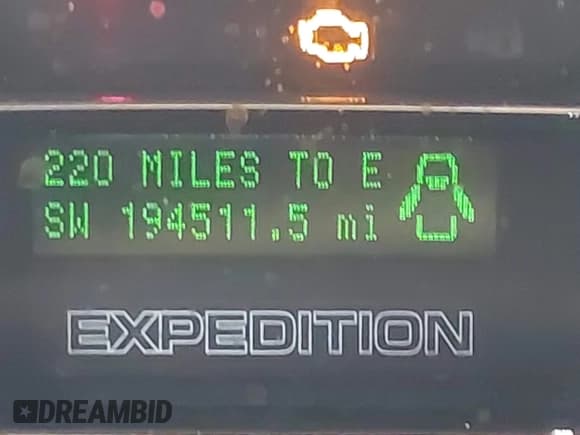 220 MILES TO E
SW 194511.5 mi
EXPEDITION
DREAMBID